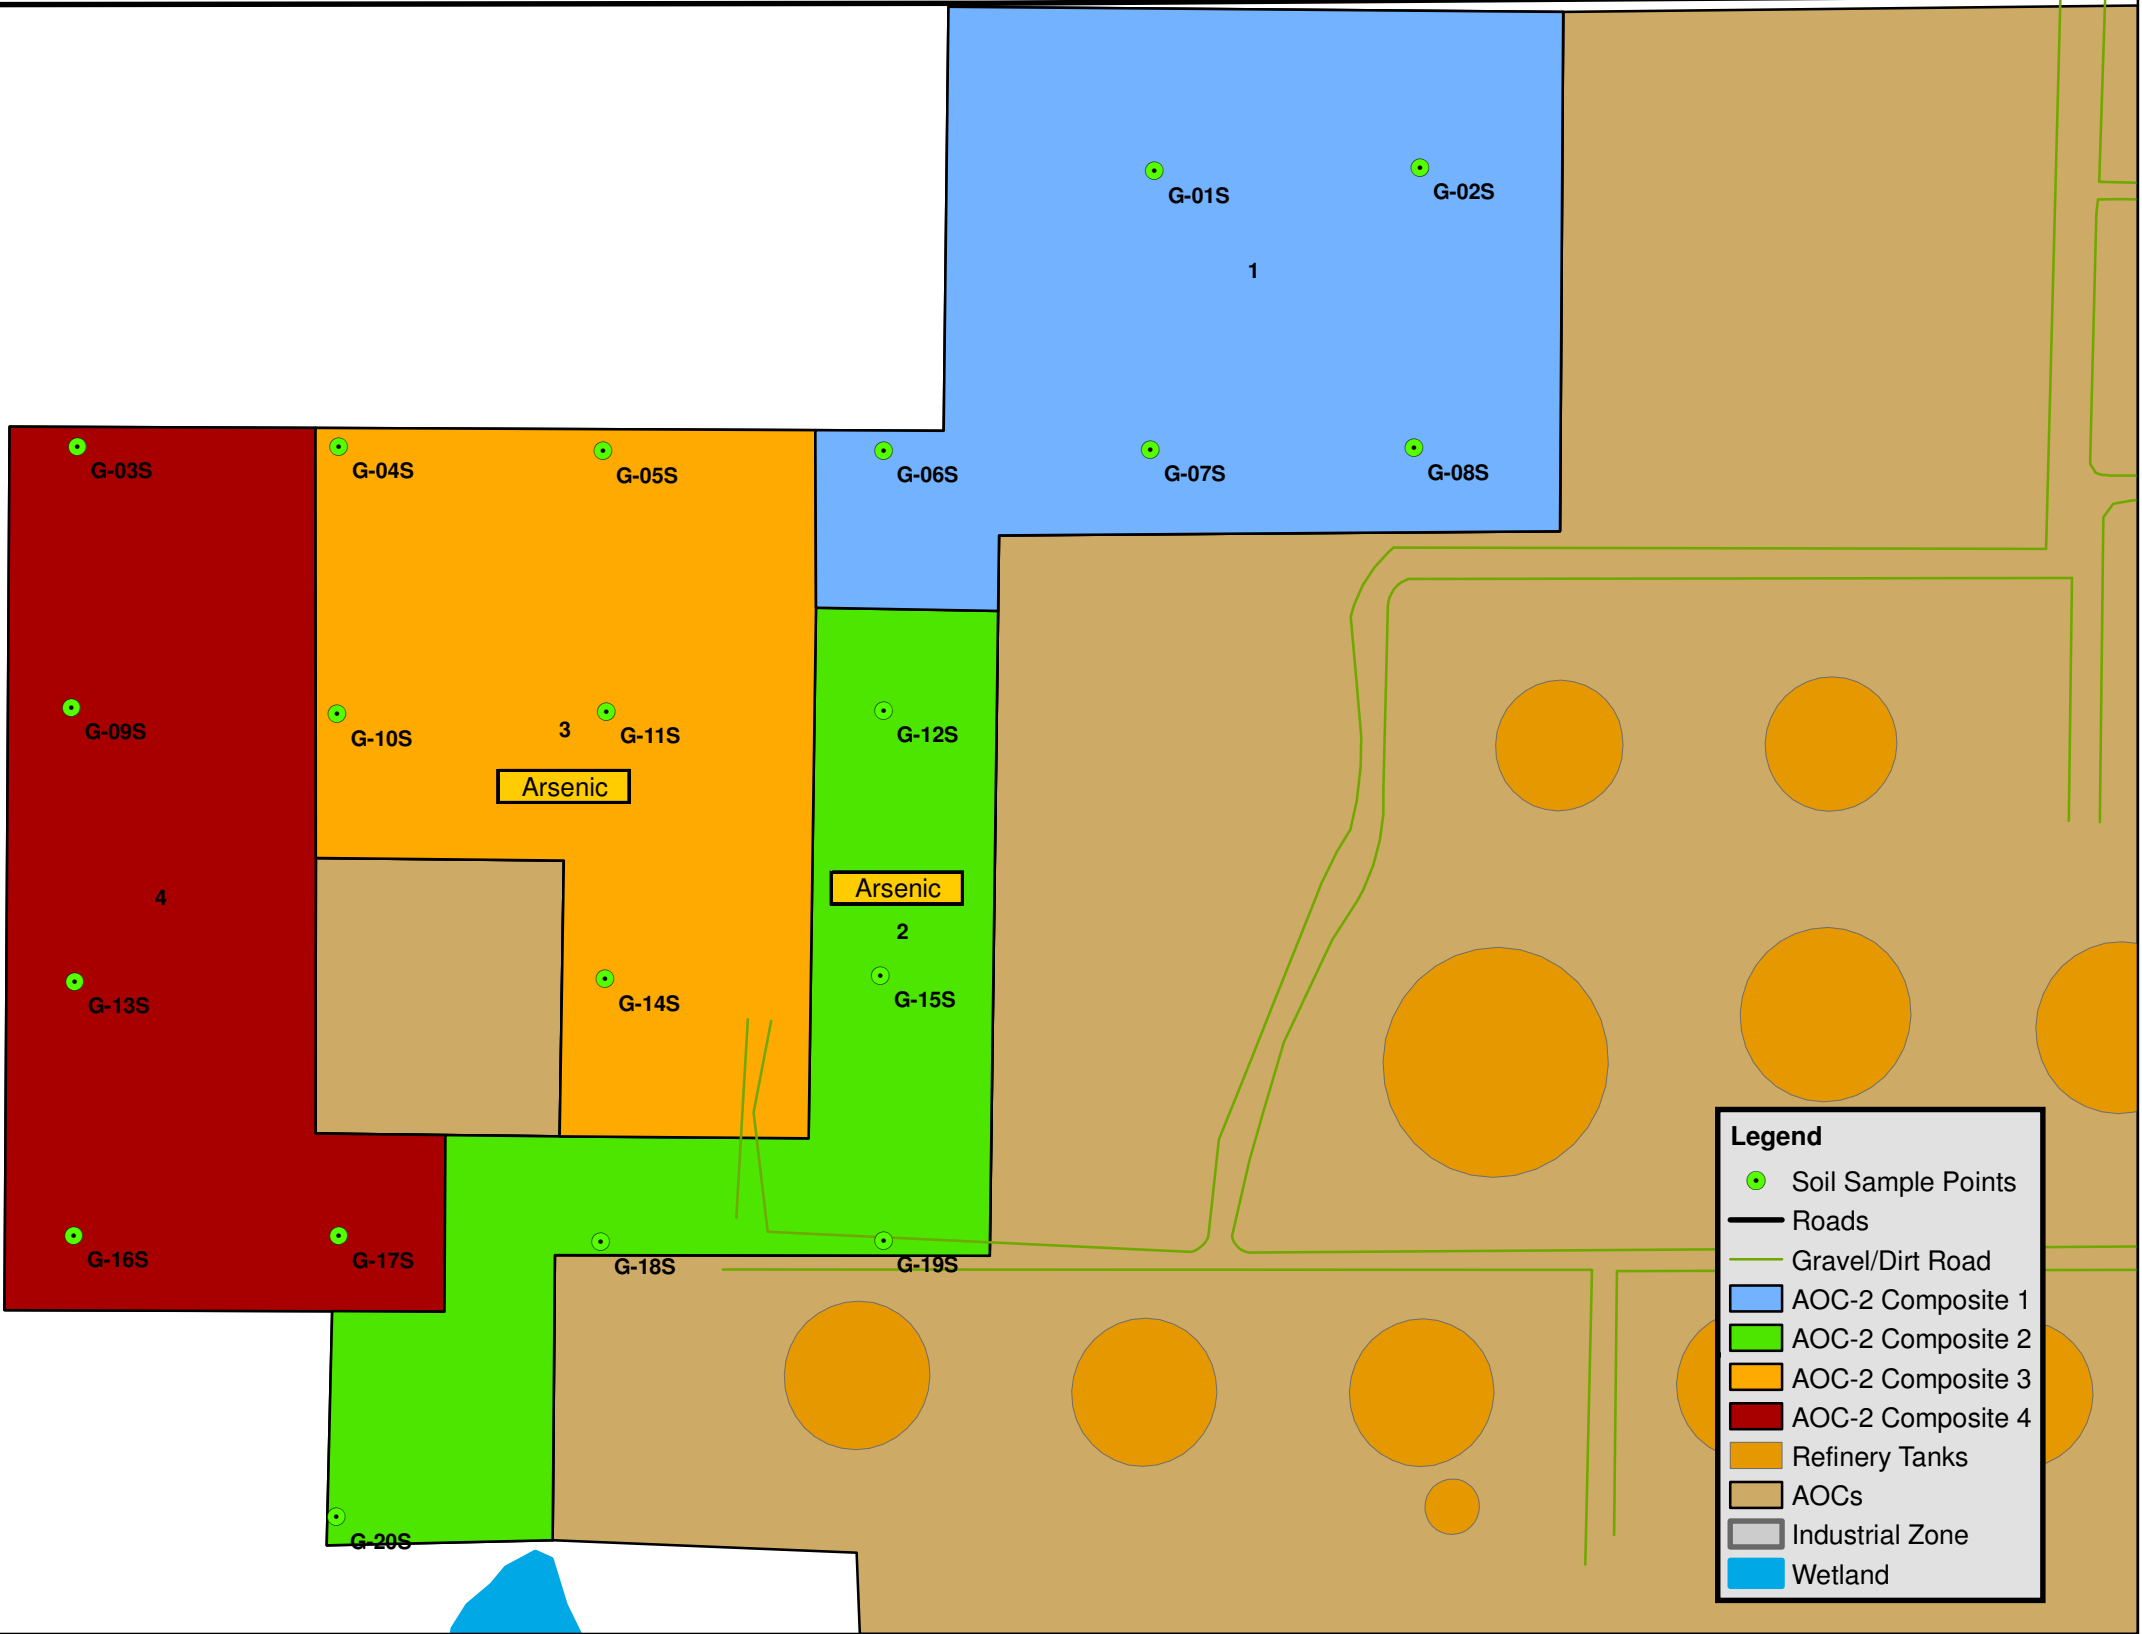 G-01S
G-02S
1
G-03S
G-04S
G-05S
G-06S
G-07S
G-08S
G-09S
G-10S
3
G-11S
G-12S
Arsenic
Arsenic
4
2
G-13S
G-14S
G-15S
G-16S
G-17S
G-18S
G-19S
G-20S
Legend
Soil Sample Points
Roads
Gravel/Dirt Road
AOC-2 Composite 1
AOC-2 Composite 2
AOC-2 Composite 3
AOC-2 Composite 4
Refinery Tanks
AOCs
Industrial Zone
Wetland